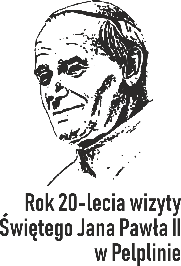 Rok 20-lecia wizyty
Świętego Jana Pawła II
w Pelplinie